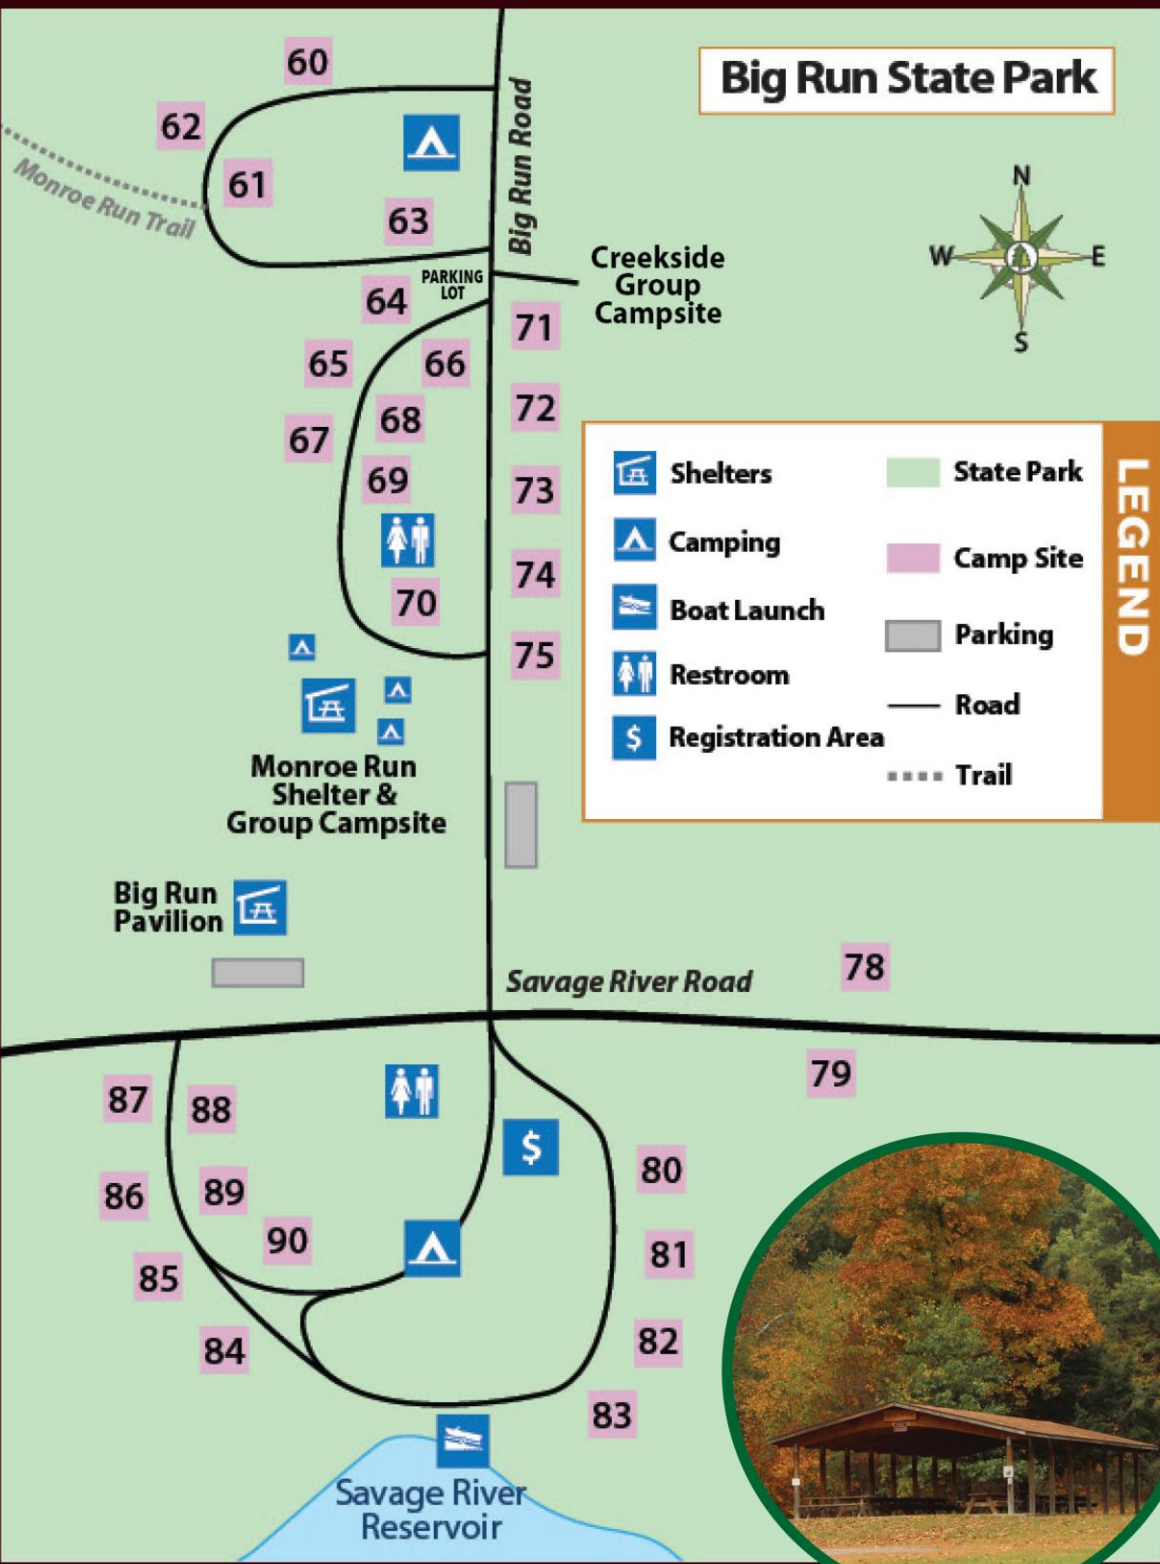 Big Run State Park
60
62
61
63
Monroe Run Trail
Big Run Road
N
W
E
S
Creekside
Group
Campsite
PARKING
LOT
64
65
66
67
68
69
70
71
72
73
74
75
LEGEND
Shelters
Camping
Boat Launch
Restroom
$ Registration Area
State Park
Camp Site
Parking
Road
Trail
Monroe Run
Shelter &
Group Campsite
Big Run
Pavilion
Savage River Road
78
79
87
88
86
89
90
85
84
$
80
81
82
83
Savage River
Reservoir